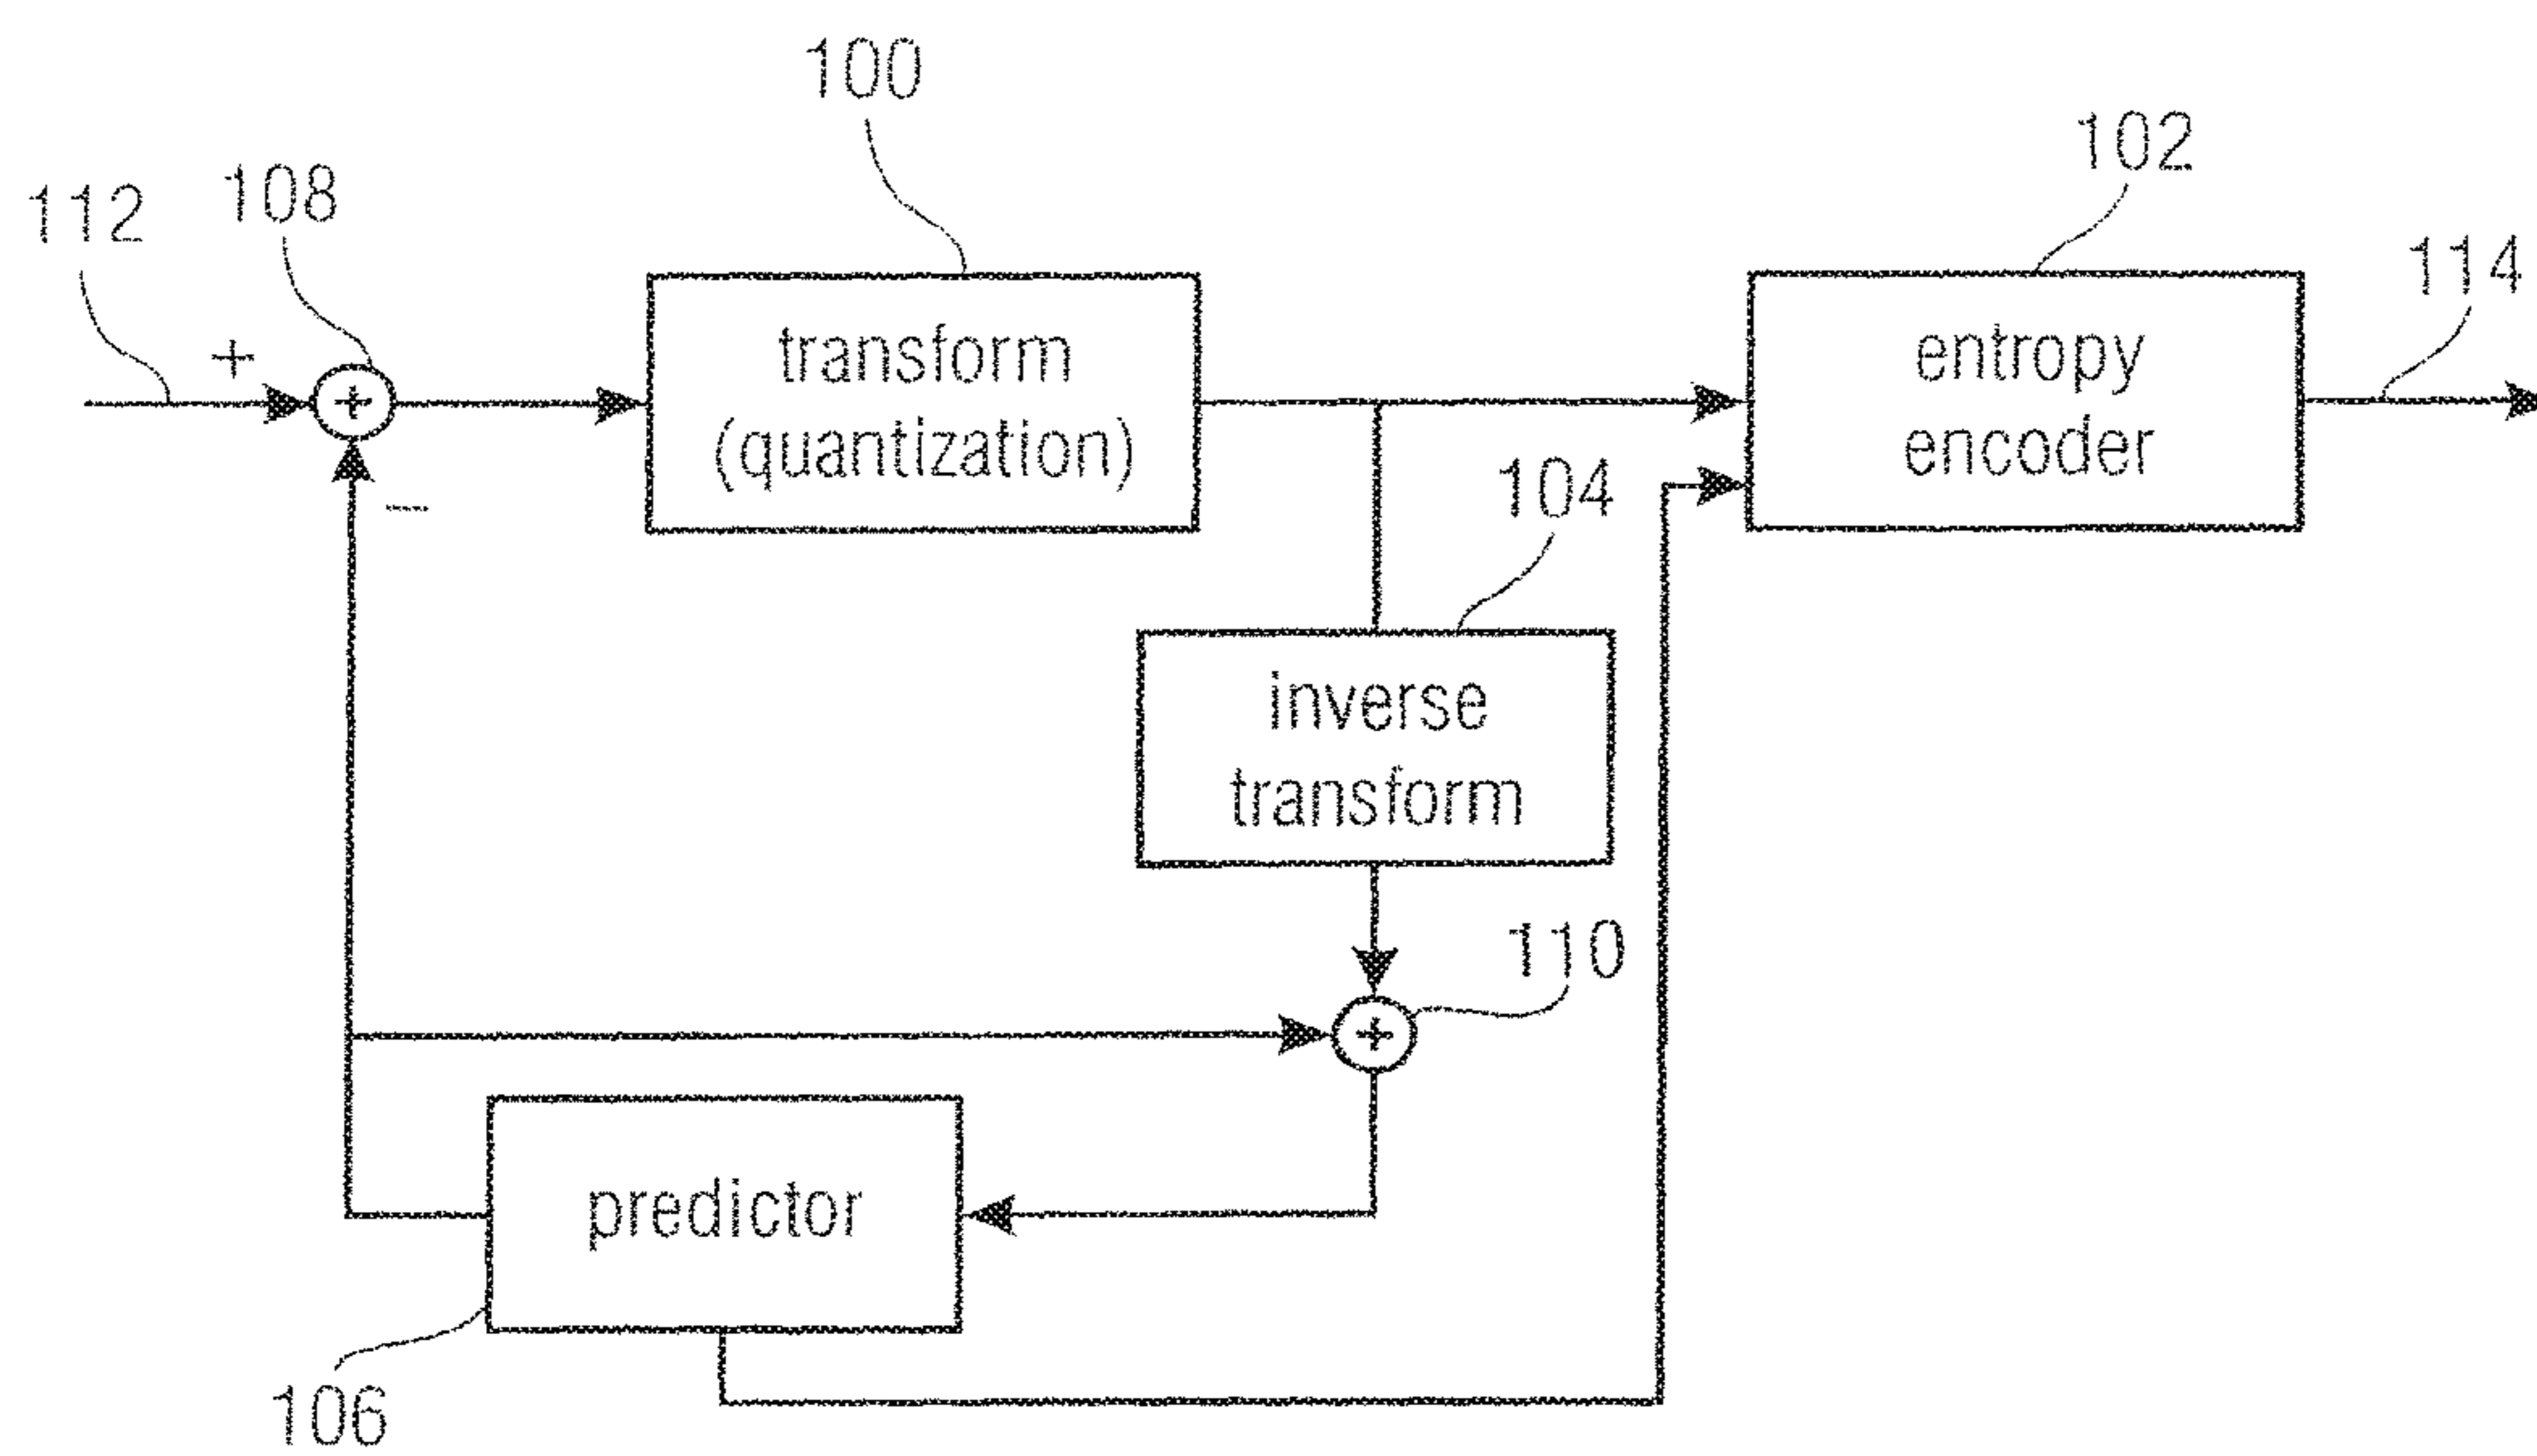 100
102
112
108
114
+
+
transform
(quantization)
entropy
encoder
–
104
inverse
transform
110
+
predictor
106